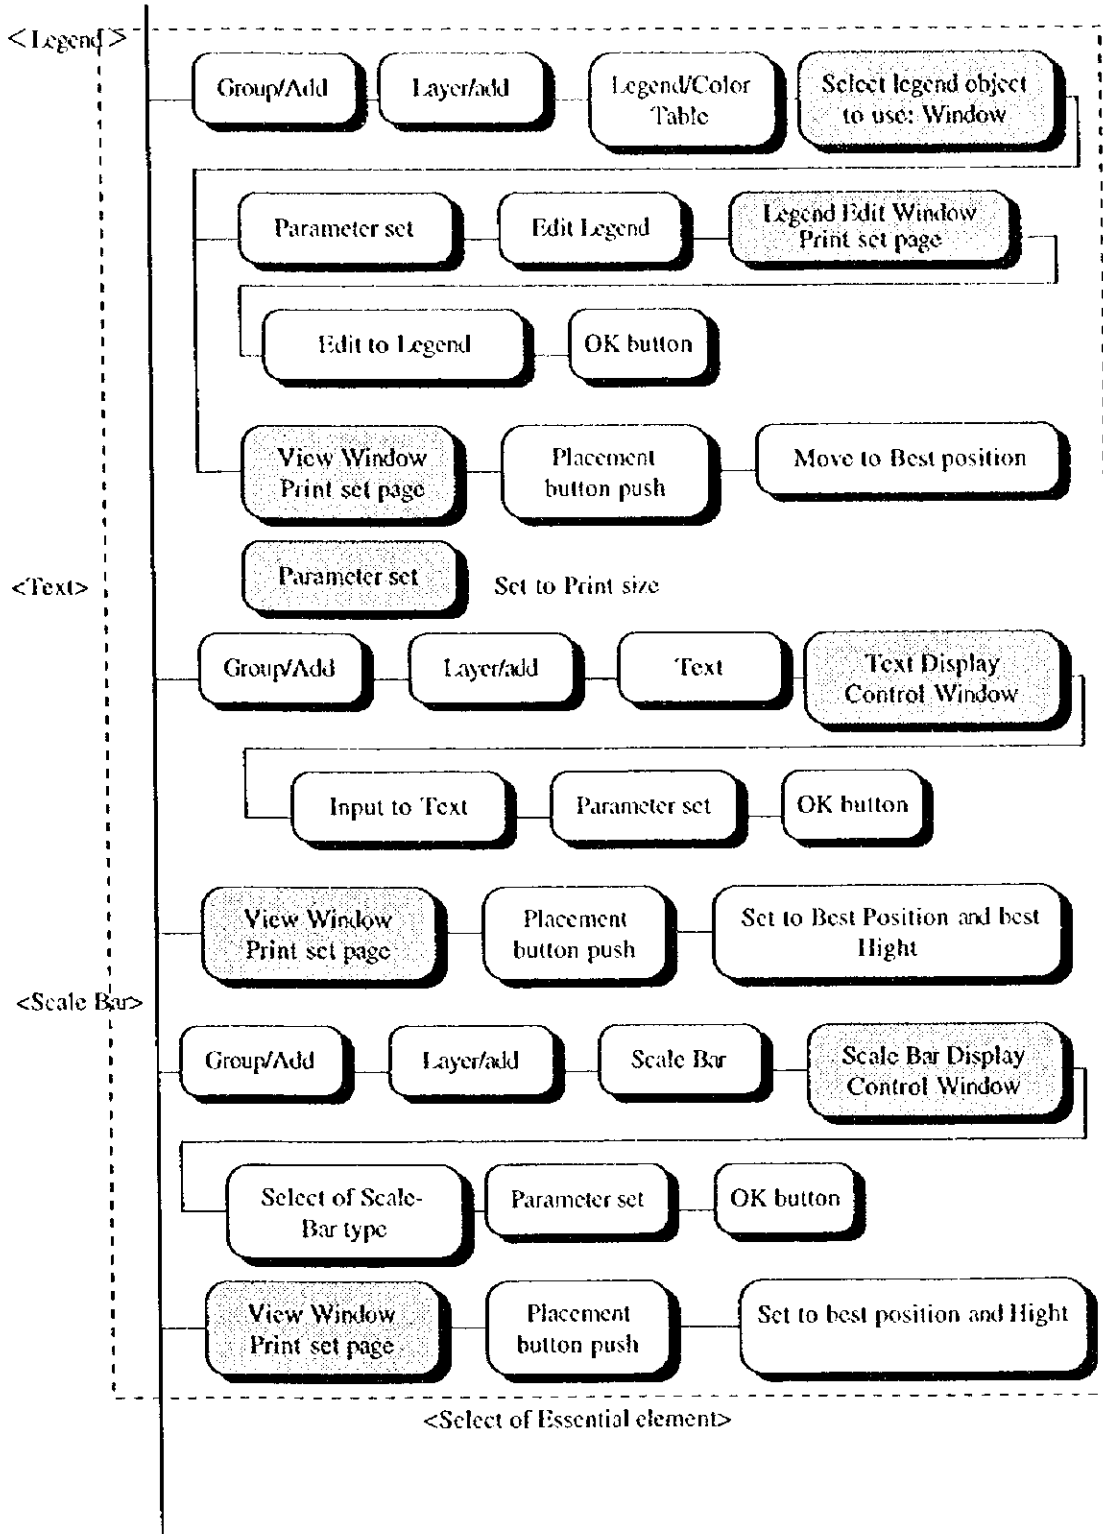 <Legend>
Group/Add
Layer/add
Legend/Color
Table
Select legend object
to use: Window
Parameter set
Edit Legend
Legend Edit Window
Print set page
Edit to Legend
OK button
View Window
Print set page
Placement
button push
Move to Best position
Parameter set
Set to Print size
<Text>
Group/Add
Layer/add
Text
Text Display
Control Window
Input to Text
Parameter set
OK button
View Window
Print set page
Placement
button push
Set to Best Position and best
Hight
<Scale Bar>
Group/Add
Layer/add
Scale Bar
Scale Bar Display
Control Window
Select of Scale-
Bar type
Parameter set
OK button
View Window
Print set page
Placement
button push
Set to best position and Hight
<Select of Essential element>